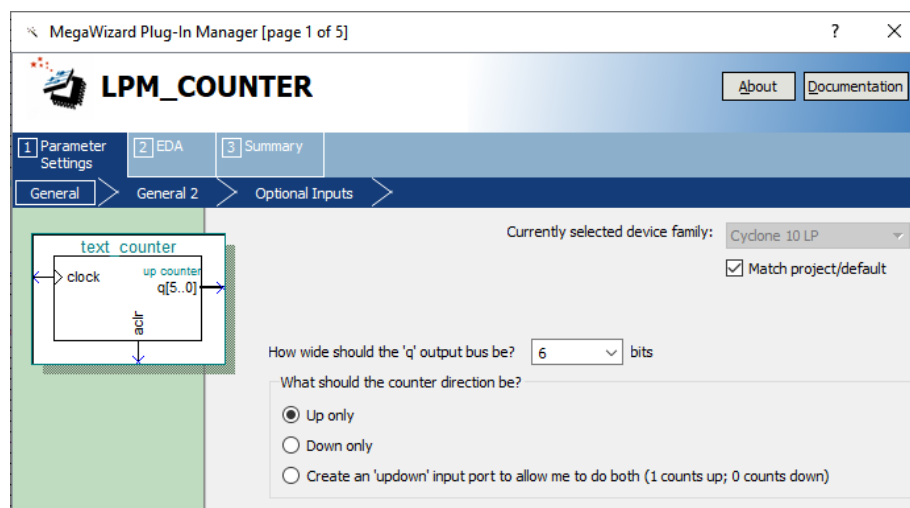 MegaWizard Plug-In Manager [page 1 of 5]
?
LPM_COUNTER
About
Documentation
1 Parameter Settings
2 EDA
3 Summary
General
General 2
Optional Inputs
text_counter
clock
up counter
q[5..0]
aclr
Currently selected device family:
Cyclone 10 LP
Match project/default
How wide should the 'q' output bus be? 6 bits
What should the counter direction be?
Up only
Down only
Create an 'updown' input port to allow me to do both (1 counts up; 0 counts down)